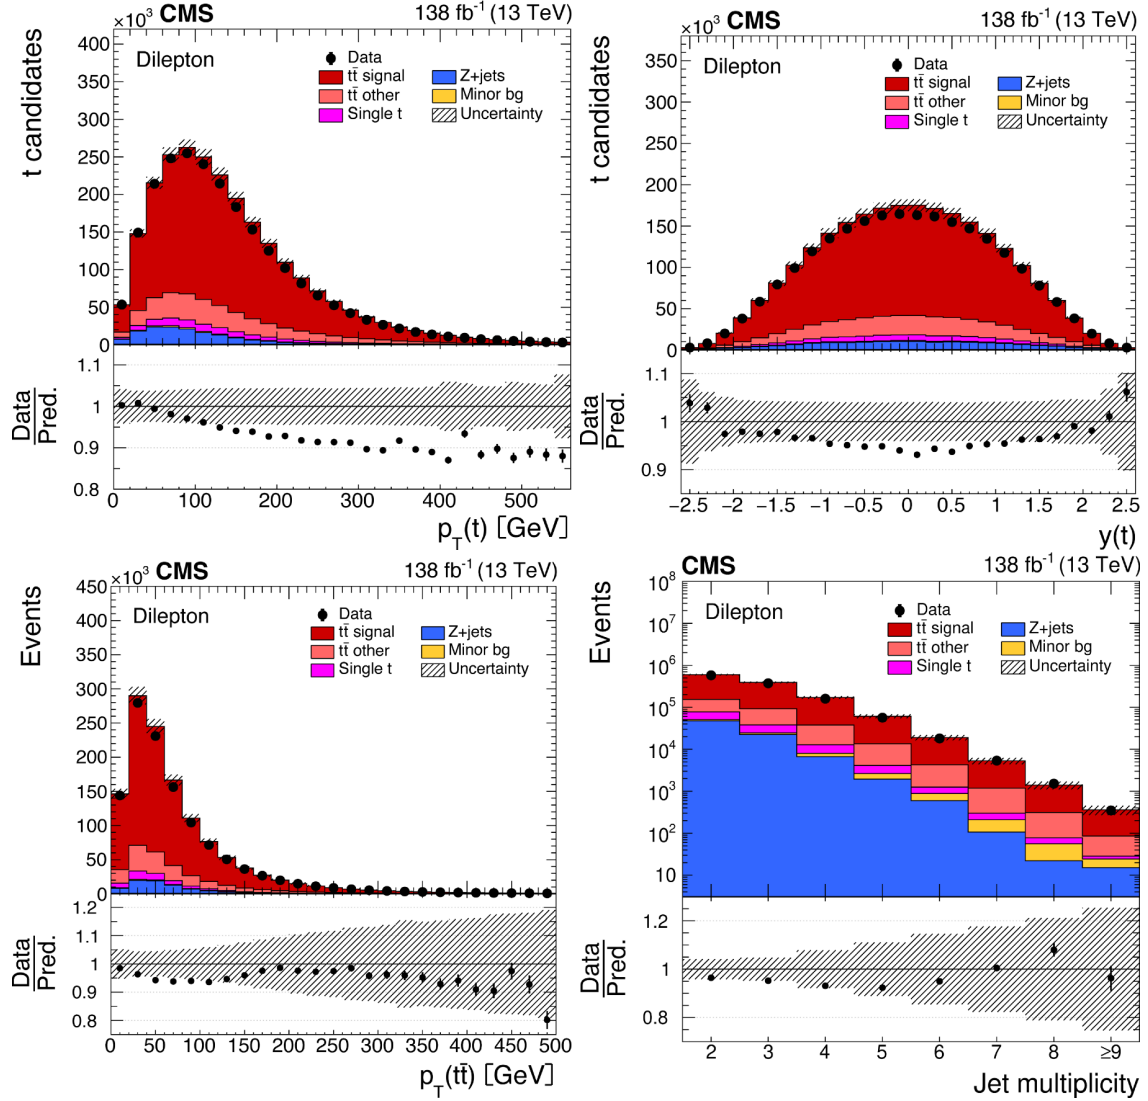 ×10³ CMS 138 fb⁻¹ (13 TeV)
t candidates
400
350
300
250
200
150
100
50
0
Dilepton
Data
tt̄ signal Z+jets
tt̄ other Minor bg
Single t Uncertainty
Data
Pred.
1.1
1
0.9
0.8
0 100 200 300 400 500
p_T(t) [GeV]
×10³ CMS 138 fb⁻¹ (13 TeV)
t candidates
350
300
250
200
150
100
50
0
Dilepton
Data
tt̄ signal Z+jets
tt̄ other Minor bg
Single t Uncertainty
Data
Pred.
1.1
1
0.9
−2.5 −2 −1.5 −1 −0.5 0 0.5 1 1.5 2 2.5
y(t)
×10³ CMS 138 fb⁻¹ (13 TeV)
Events
450
400
350
300
250
200
150
100
50
0
Dilepton
Data
tt̄ signal Z+jets
tt̄ other Minor bg
Single t Uncertainty
Data
Pred.
1.2
1.1
1
0.9
0.8
0 50 100 150 200 250 300 350 400 450 500
p_T(tt̄) [GeV]
CMS 138 fb⁻¹ (13 TeV)
Events
10⁸
10⁷
10⁶
10⁵
10⁴
10³
10²
10
Dilepton
Data
tt̄ signal Z+jets
tt̄ other Minor bg
Single t Uncertainty
Data
Pred.
1.2
1
0.8
2 3 4 5 6 7 8 ≥9
Jet multiplicity